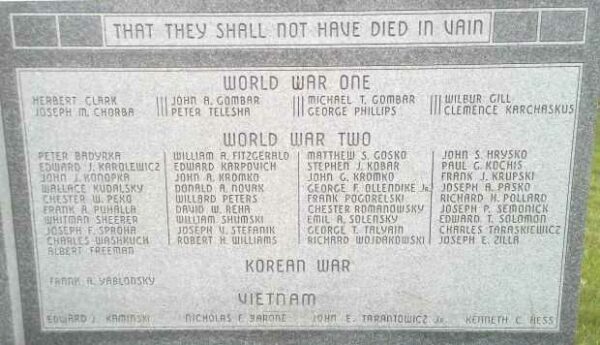 THAT THEY SHALL NOT HAVE DIED IN VAIN
WORLD WAR ONE
HERBERT CLARK
JOSEPH M. CHORBA
JOHN A. GOMBAR
PETER TELESHA
MICHAEL T. GOMBAR
GEORGE PHILLIPS
WILBUR GILL
CLEMENCE KARCHASKUS
WORLD WAR TWO
PETER BADYRKA
EDWARD J. KAROLEWICZ
JOHN J. KONOPKA
WALLACE KUDALSKY
CHESTER W. PEKO
FRANK A. PUHALLA
WHITMAN SHEERER
JOSEPH F. SPROHA
CHARLES WASHKUCH
ALBERT FREEMAN
WILLIAM A. FITZGERALD
EDWARD KARPOVICH
JOHN A. KROMKO
DONALD A. NOVAK
WILLARD PETERS
DAVID W. REHA
WILLIAM SHUMSKI
JOSEPH V. STEFANIK
ROBERT H. WILLIAMS
MATTHEW S. GOSKO
STEPHEN J. KOBAR
JOHN G. KROMKO
GEORGE F. OLLENDIKE JR.
FRANK POGORELSKI
CHESTER ROMANOWSKY
EMIL A. SOLENSKY
GEORGE T. TALYAIN
RICHARD WOJDAKOWSKI
JOHN S. HRYSKO
PAUL G. KOCHIS
FRANK J. KRUPSKI
JOSEPH A. PASKO
RICHARD H. POLLARD
JOSEPH P. SEMONICK
EDWARD T. SOLOMON
CHARLES TARASKIEWICZ
JOSEPH E. ZILLA
KOREAN WAR
FRANK A. YABLONSKY
VIETNAM
EDWARD J. KAMINSKI NICHOLAS F. BARONE JOHN E. TARANTOWICZ JR. KENNETH C. HESS